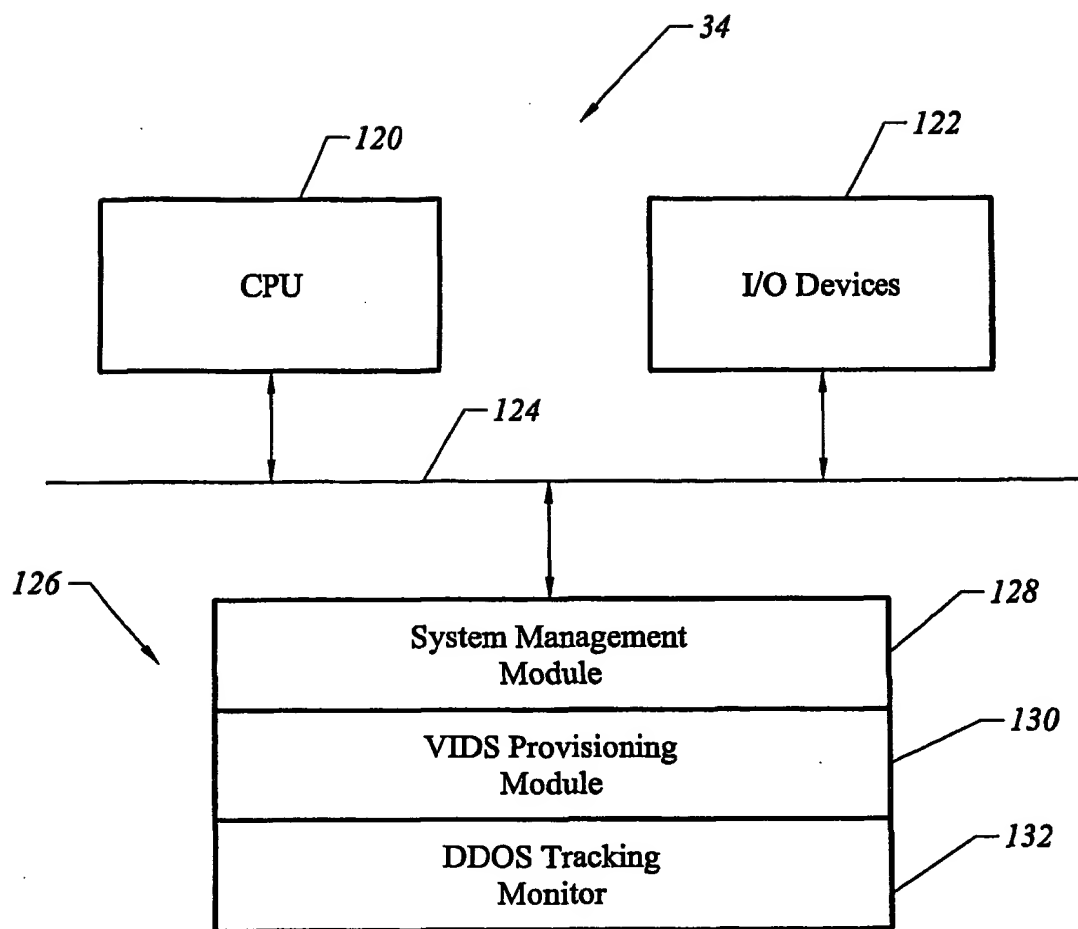 34
120
122
CPU
I/O Devices
124
126
128
System Management
Module
130
VIDS Provisioning
Module
132
DDOS Tracking
Monitor